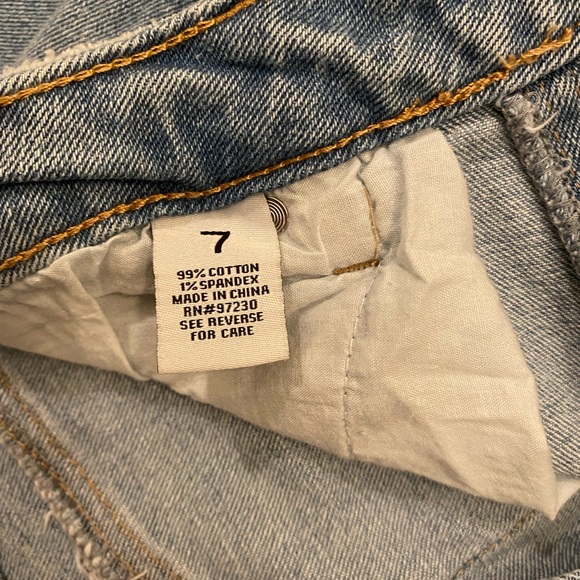 7
99% COTTON
1% SPANDEX
MADE IN CHINA
RN#97230
SEE REVERSE
FOR CARE